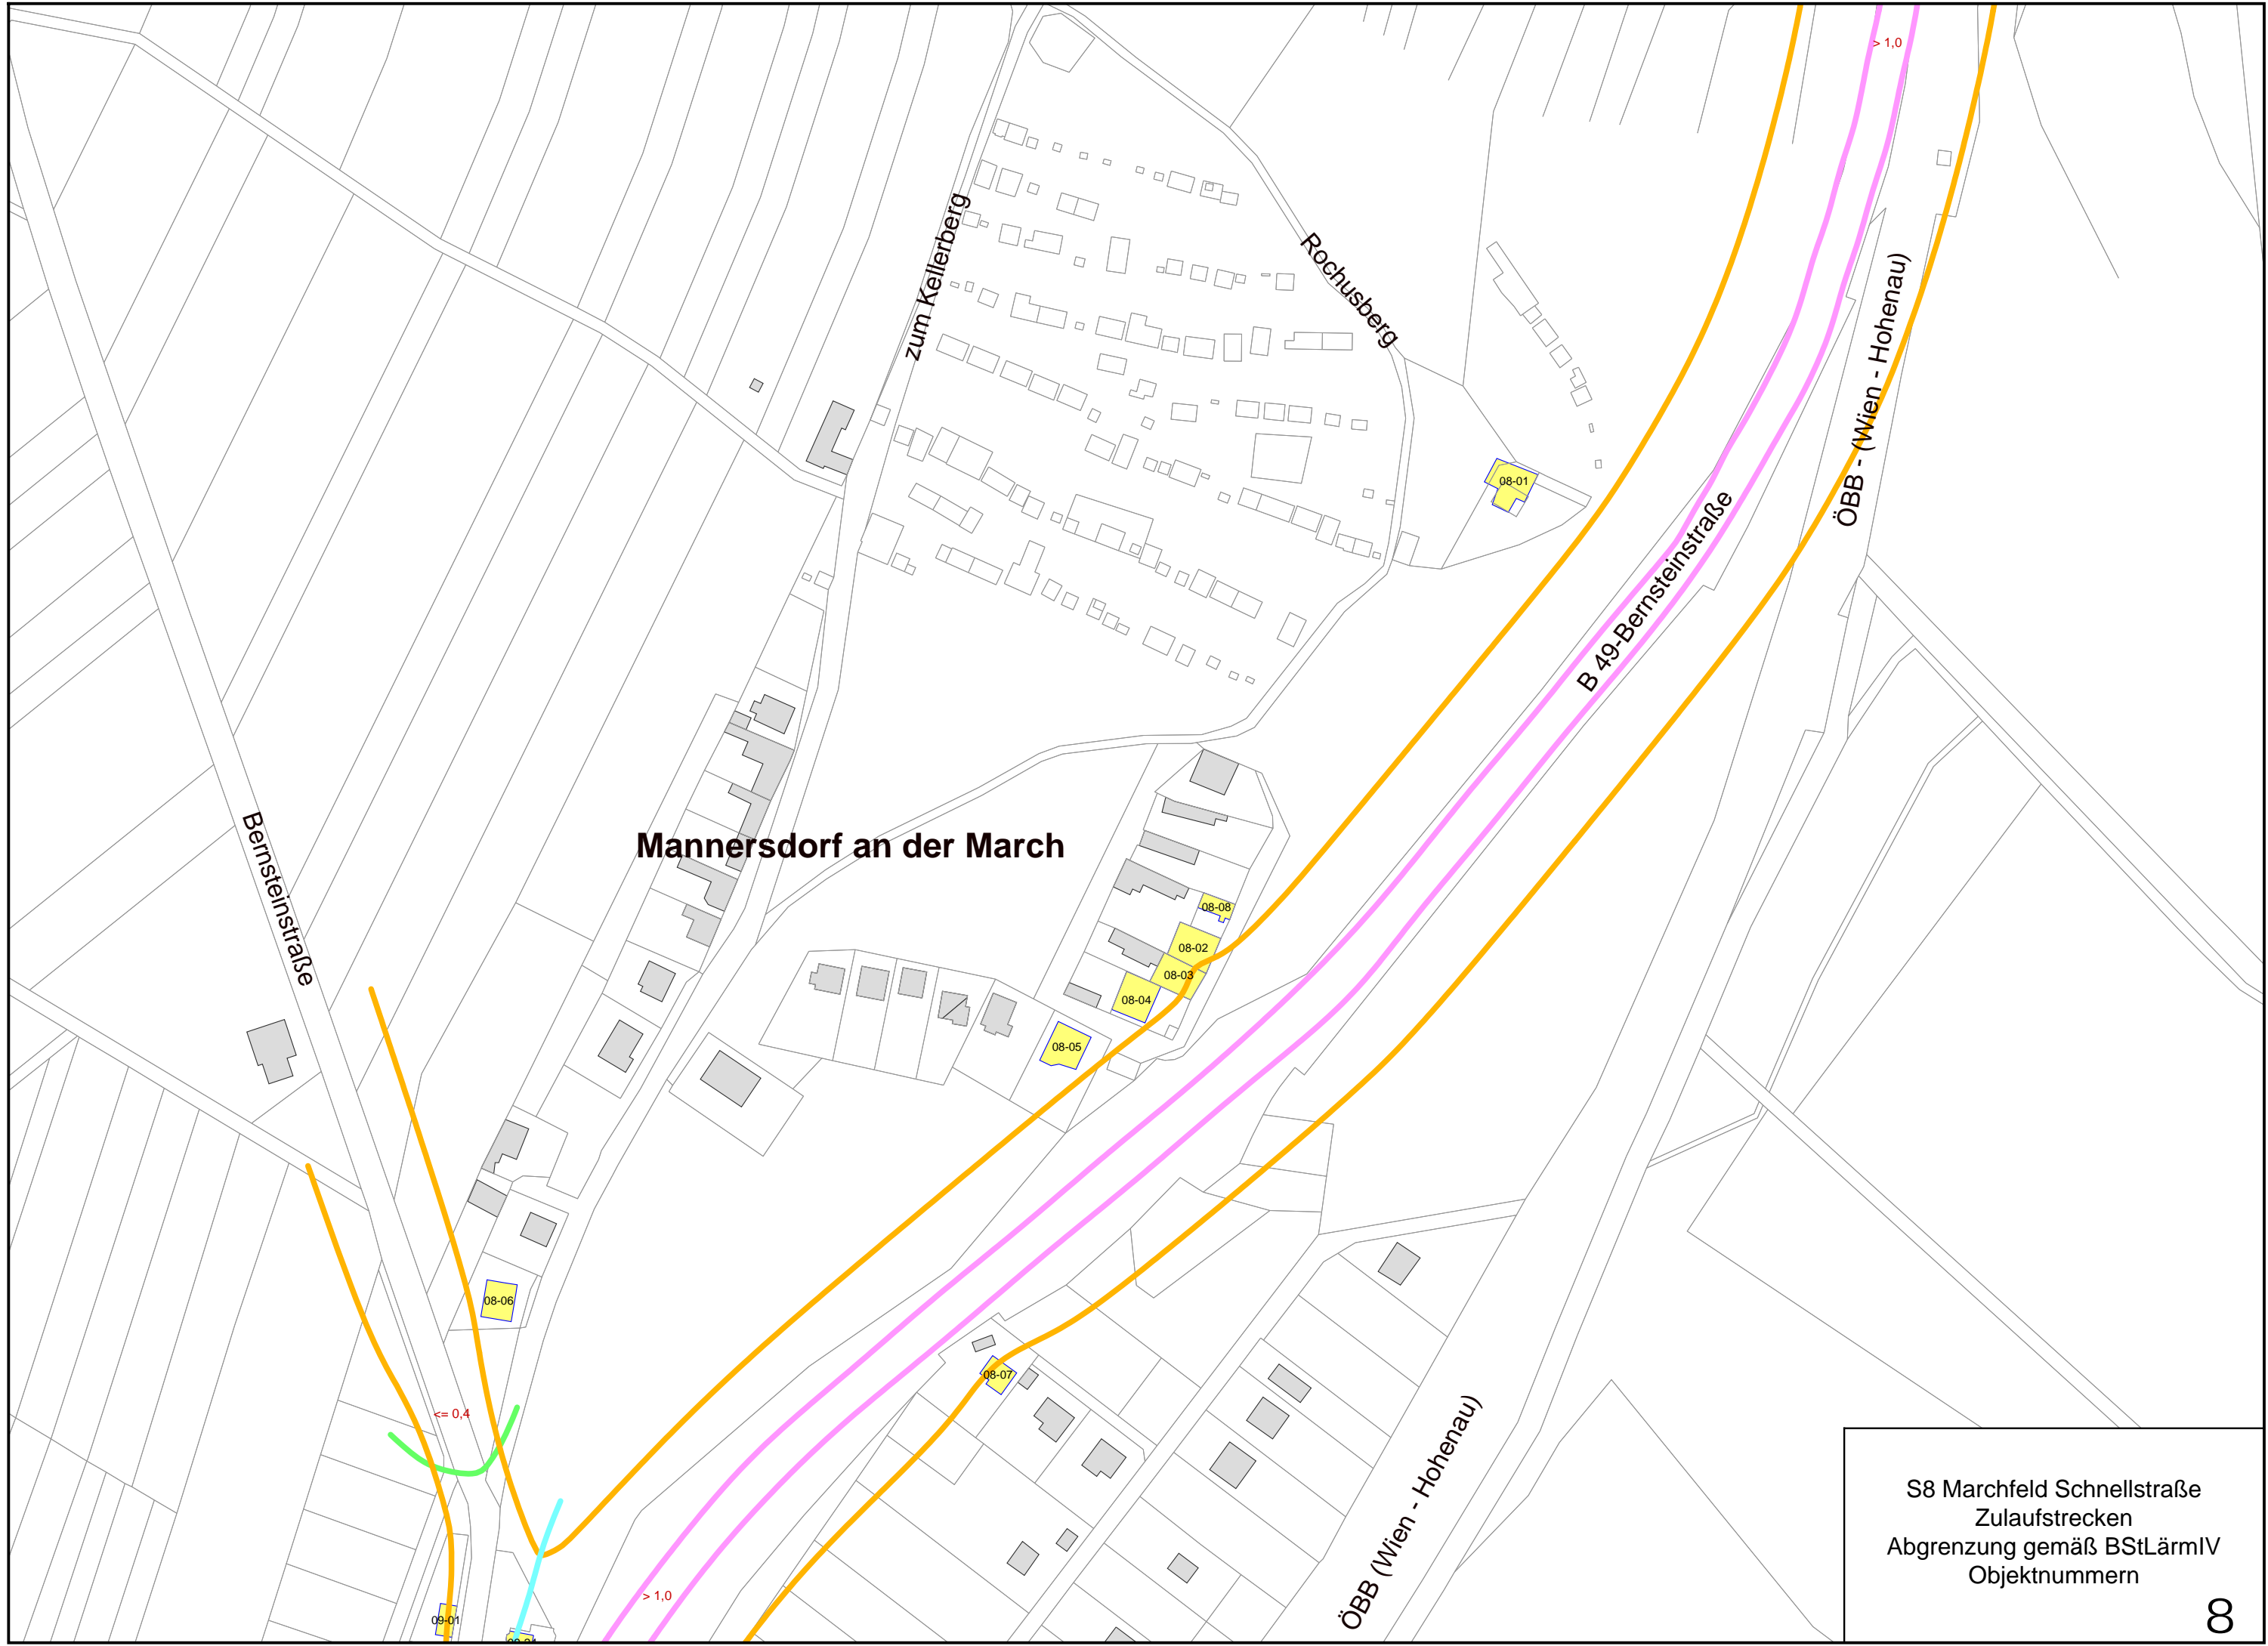 > 1,0
zum Kellerberg
Rochusberg
ÖBB - (Wien - Hohenau)
08-01
B 49-Bernsteinstraße
Bernsteinstraße
Mannersdorf an der March
08-08
08-02
08-03
08-04
08-05
08-06
08-07
<= 0,4
ÖBB (Wien - Hohenau)
> 1,0
09-01
S8 Marchfeld Schnellstraße
Zulaufstrecken
Abgrenzung gemäß BStLärmIV
Objektnummern
8